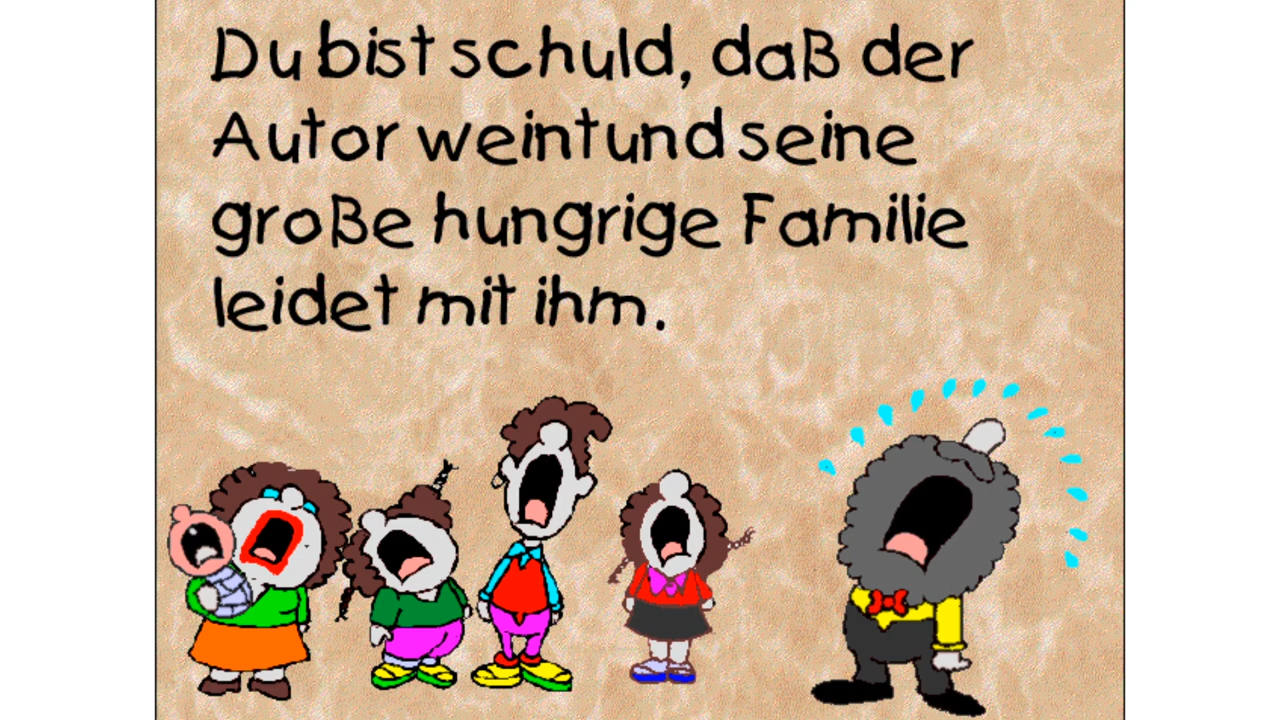 Du bist schuld, daß der
Autor weint und seine
große hungrige Familie
leidet mit ihm.